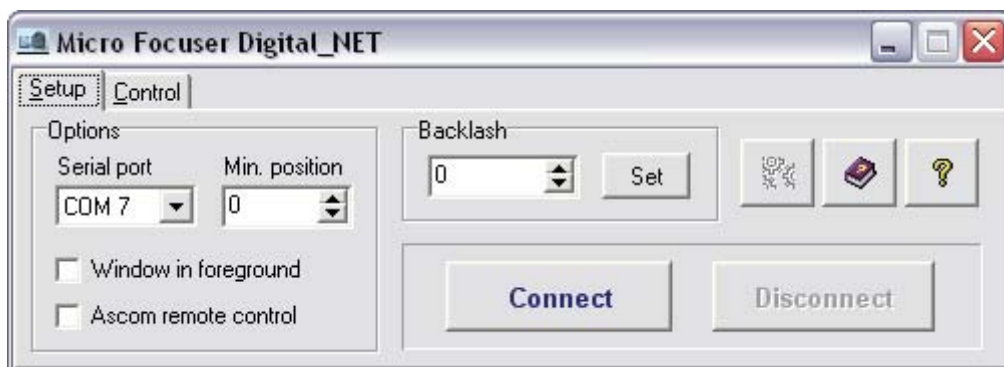 Micro Focuser Digital_NET
Setup Control
Options
Serial port Min. position
COM 7 0
Window in foreground
Ascom remote control
Backlash
0 Set
?
Connect Disconnect